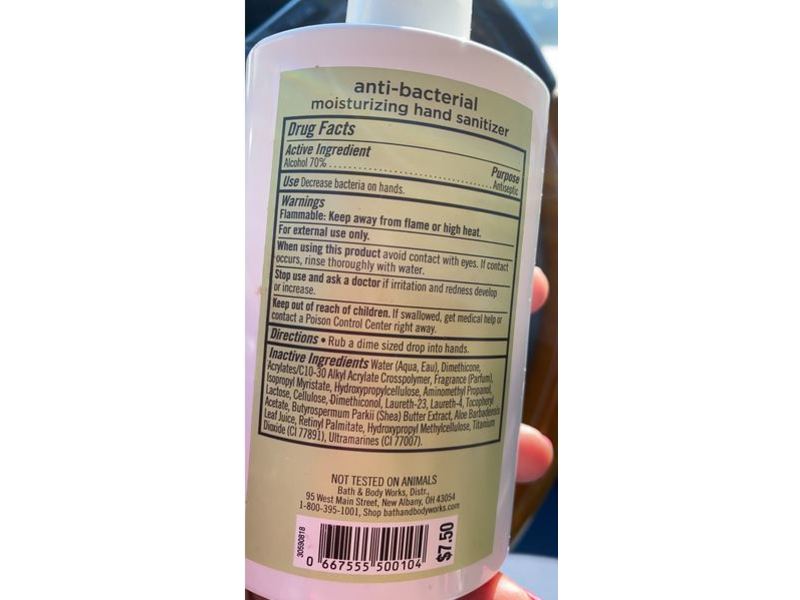 anti-bacterial
moisturizing hand sanitizer
Drug Facts
Active Ingredient Purpose
Alcohol 70% ........................................ Antiseptic
Use Decrease bacteria on hands.
Warnings
Flammable: Keep away from flame or high heat.
For external use only.
When using this product avoid contact with eyes. If contact
occurs, rinse thoroughly with water.
Stop use and ask a doctor if irritation and redness develop
or increase.
Keep out of reach of children. If swallowed, get medical help or
contact a Poison Control Center right away.
Directions • Rub a dime sized drop into hands.
Inactive Ingredients Water (Aqua, Eau), Dimethicone,
Acrylates/C10-30 Alkyl Acrylate Crosspolymer, Fragrance (Parfum),
Isopropyl Myristate, Hydroxypropylcellulose, Aminomethyl Propanol,
Lactose, Cellulose, Dimethiconol, Laureth-23, Laureth-4, Tocopheryl
Acetate, Butyrospermum Parkii (Shea) Butter Extract, Aloe Barbadensis
Leaf Juice, Retinyl Palmitate, Hydroxypropyl Methylcellulose, Titanium
Dioxide (CI 77891), Ultramarines (CI 77007).
NOT TESTED ON ANIMALS
Bath & Body Works, Distr.,
95 West Main Street, New Albany, OH 43054
1-800-395-1001, Shop bathandbodyworks.com
30590818
0 667555 500104
$7.50